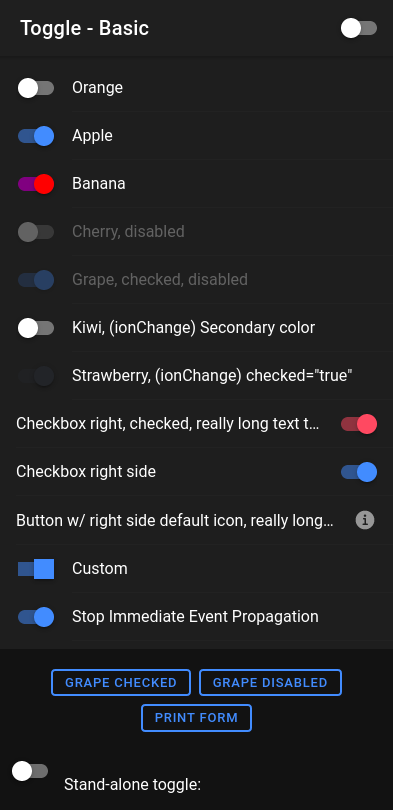 Toggle - Basic
Orange
Apple
Banana
Cherry, disabled
Grape, checked, disabled
Kiwi, (ionChange) Secondary color
Strawberry, (ionChange) checked="true"
Checkbox right, checked, really long text t...
Checkbox right side
Button w/ right side default icon, really long...
Custom
Stop Immediate Event Propagation
GRAPE CHECKED GRAPE DISABLED
PRINT FORM
Stand-alone toggle: